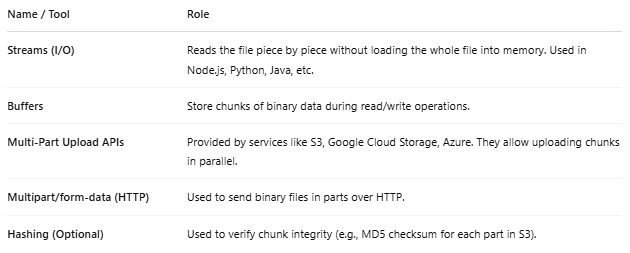 Name / Tool Role
Streams (I/O) Reads the file piece by piece without loading the whole file into memory. Used in
Node.js, Python, Java, etc.
Buffers Store chunks of binary data during read/write operations.
Multi-Part Upload APIs Provided by services like S3, Google Cloud Storage, Azure. They allow uploading chunks
in parallel.
Multipart/form-data (HTTP) Used to send binary files in parts over HTTP.
Hashing (Optional) Used to verify chunk integrity (e.g., MD5 checksum for each part in S3).